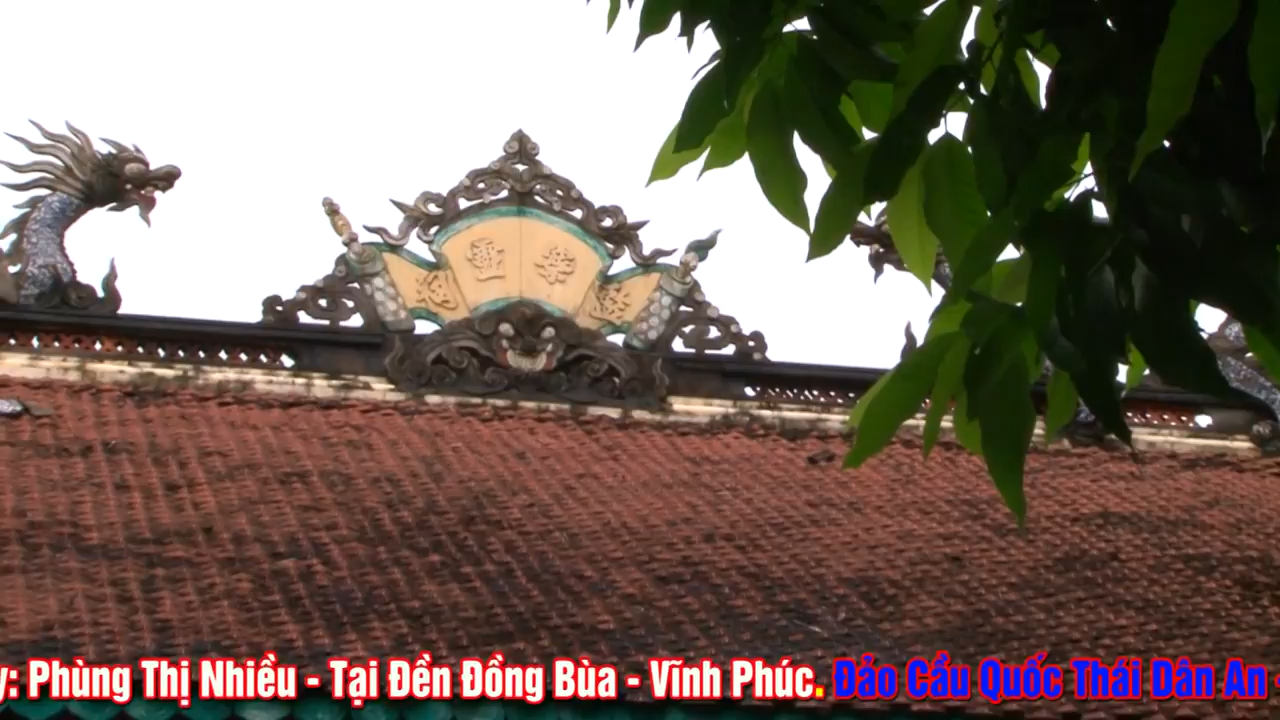 y: Phùng Thị Nhiều - Tại Đền Đồng Bùa - Vĩnh Phúc. Đảo Cầu Quốc Thái Dân An -